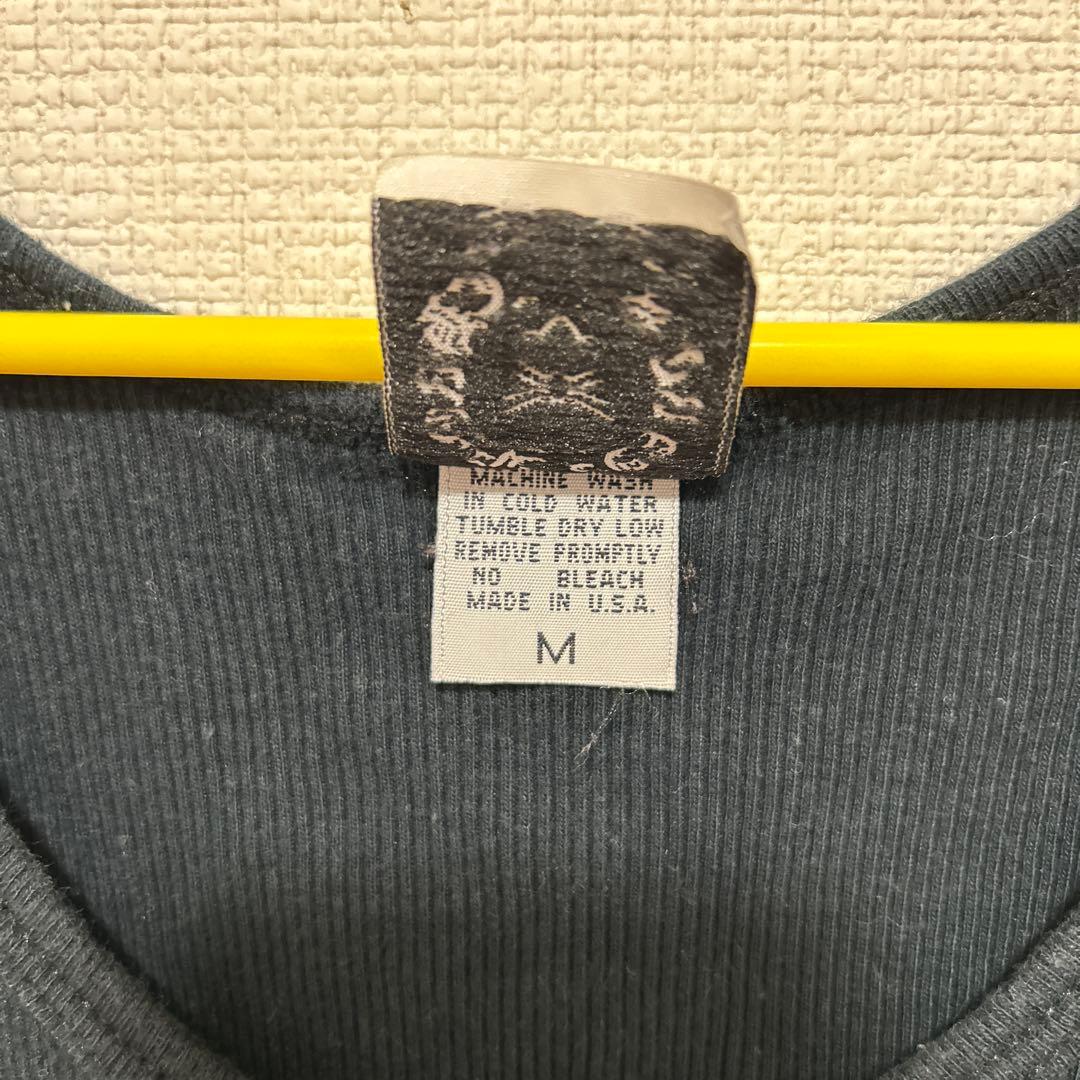 MACHINE WASH
IN COLD WATER
TUMBLE DRY LOW
REMOVE PROMPTLY
NO BLEACH
MADE IN U.S.A.
M